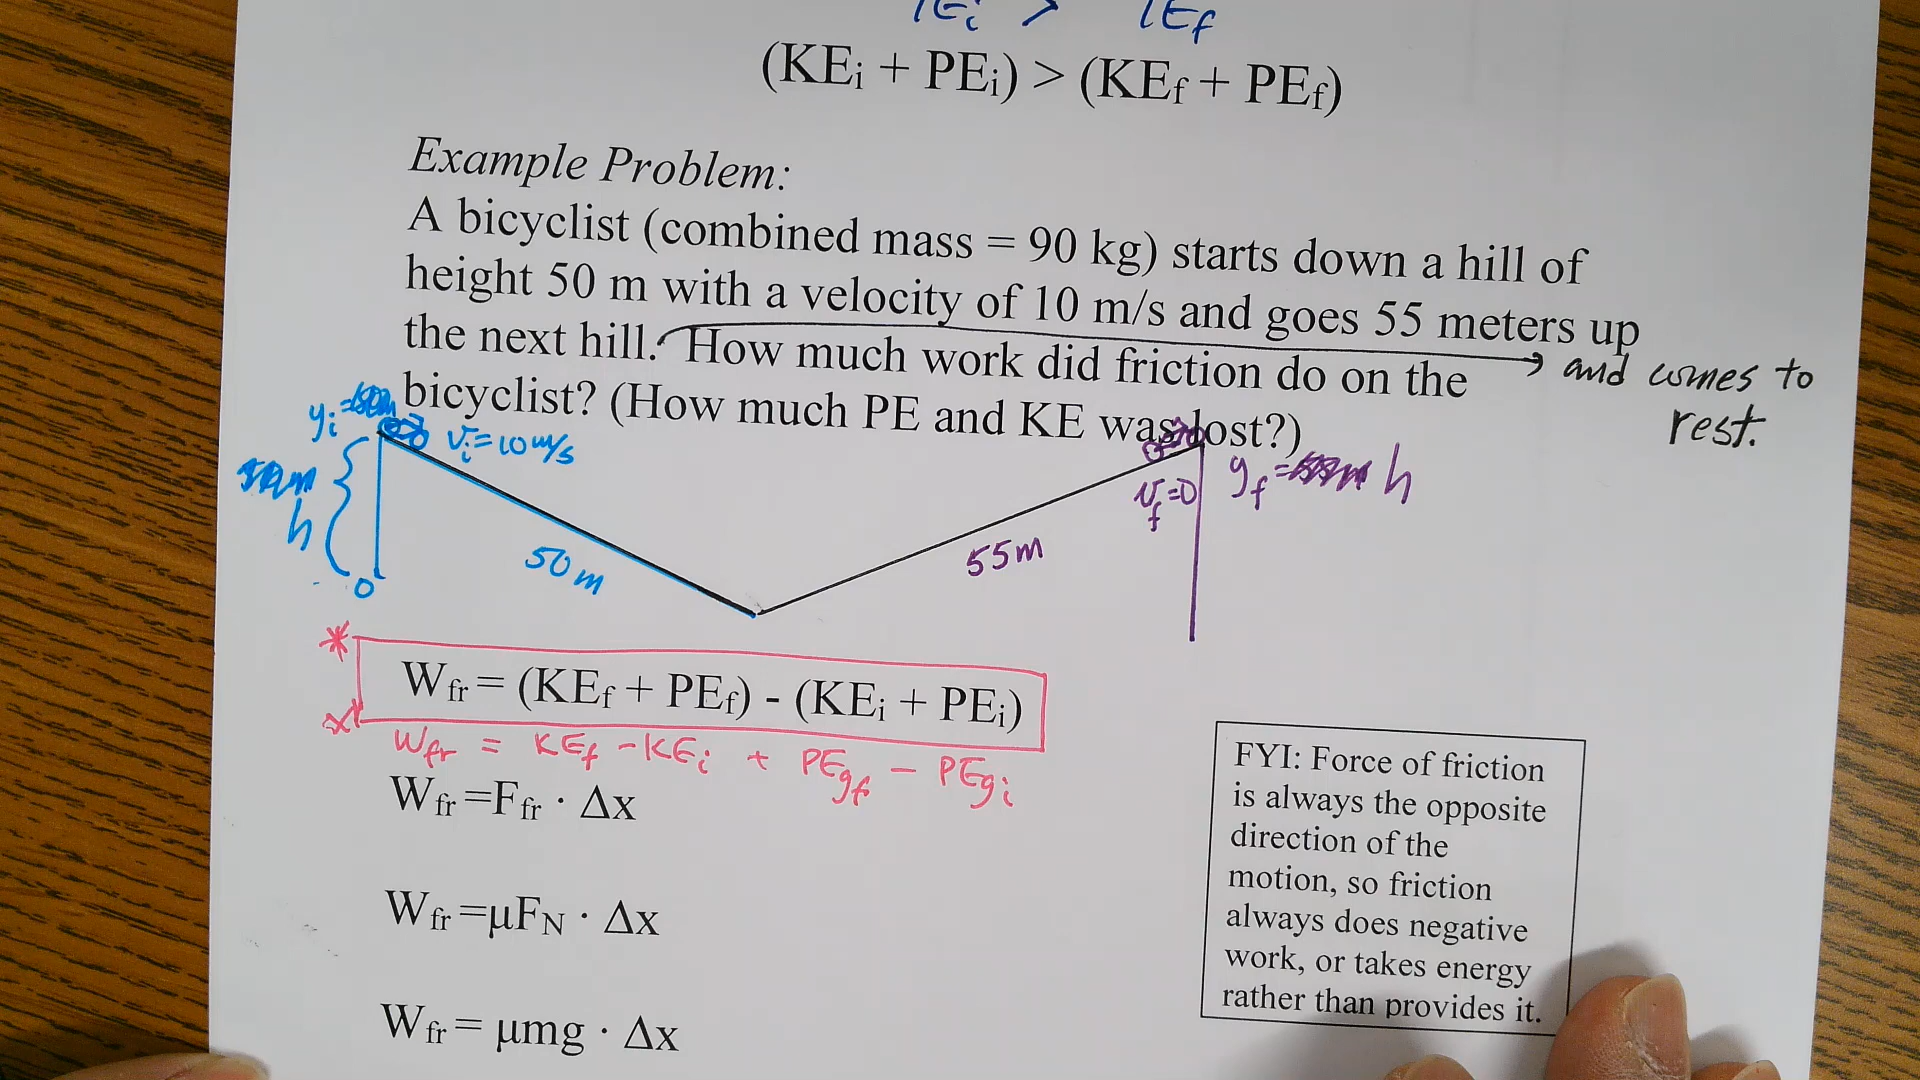 TEi > TEf
(KEi + PEi) > (KEf + PEf)
Example Problem:
A bicyclist (combined mass = 90 kg) starts down a hill of
height 50 m with a velocity of 10 m/s and goes 55 meters up
the next hill. How much work did friction do on the
and comes to
rest.
bicyclist? (How much PE and KE was lost?)
yi =
vi = 10 m/s
h
0
50 m
55 m
vf = 0
yf = h
Wfr = (KEf + PEf) - (KEi + PEi)
Wfr = KEf - KEi + PEgf - PEgi
Wfr =Ffr · Δx
Wfr =μFN · Δx
Wfr = μmg · Δx
FYI: Force of friction
is always the opposite
direction of the
motion, so friction
always does negative
work, or takes energy
rather than provides it.